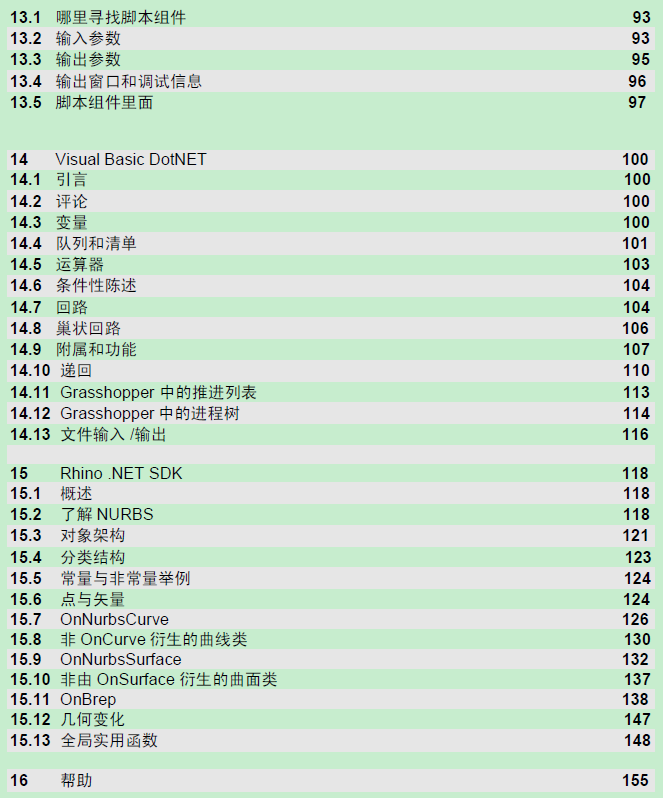 13.1 哪里寻找脚本组件 93
13.2 输入参数 93
13.3 输出参数 95
13.4 输出窗口和调试信息 96
13.5 脚本组件里面 97
14 Visual Basic DotNET 100
14.1 引言 100
14.2 评论 100
14.3 变量 100
14.4 队列和清单 101
14.5 运算器 103
14.6 条件性陈述 104
14.7 回路 104
14.8 巢状回路 106
14.9 附属和功能 107
14.10 递回 110
14.11 Grasshopper 中的推进列表 113
14.12 Grasshopper 中的进程树 114
14.13 文件输入 /输出 116
15 Rhino .NET SDK 118
15.1 概述 118
15.2 了解 NURBS 118
15.3 对象架构 121
15.4 分类结构 123
15.5 常量与非常量举例 124
15.6 点与矢量 124
15.7 OnNurbsCurve 126
15.8 非 OnCurve 衍生的曲线类 130
15.9 OnNurbsSurface 132
15.10 非由 OnSurface 衍生的曲面类 137
15.11 OnBrep 138
15.12 几何变化 147
15.13 全局实用函数 148
16 帮助 155